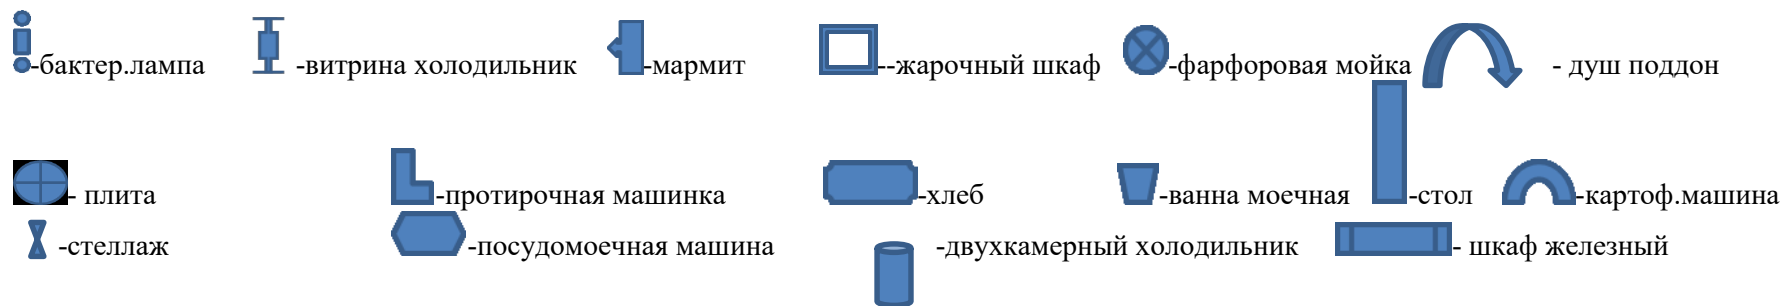 -бактер.лампа -витрина холодильник -мармит --жарочный шкаф -фарфоровая мойка - душ поддон
- плита -протирочная машинка -хлеб -ванна моечная -стол -картоф.машина
-стеллаж -посудомоечная машина -двухкамерный холодильник - шкаф железный